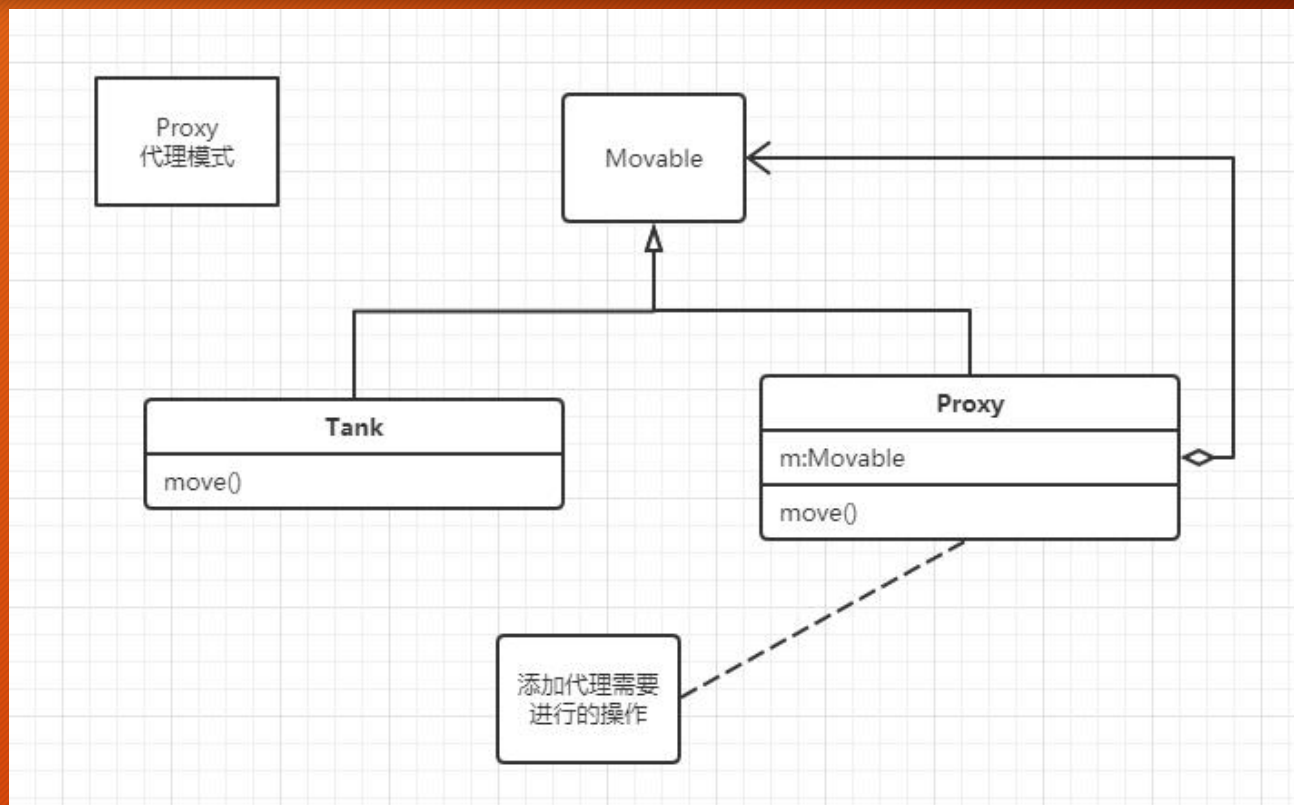 Proxy
代理模式
Movable
Tank
move()
Proxy
m:Movable
move()
添加代理需要
进行的操作